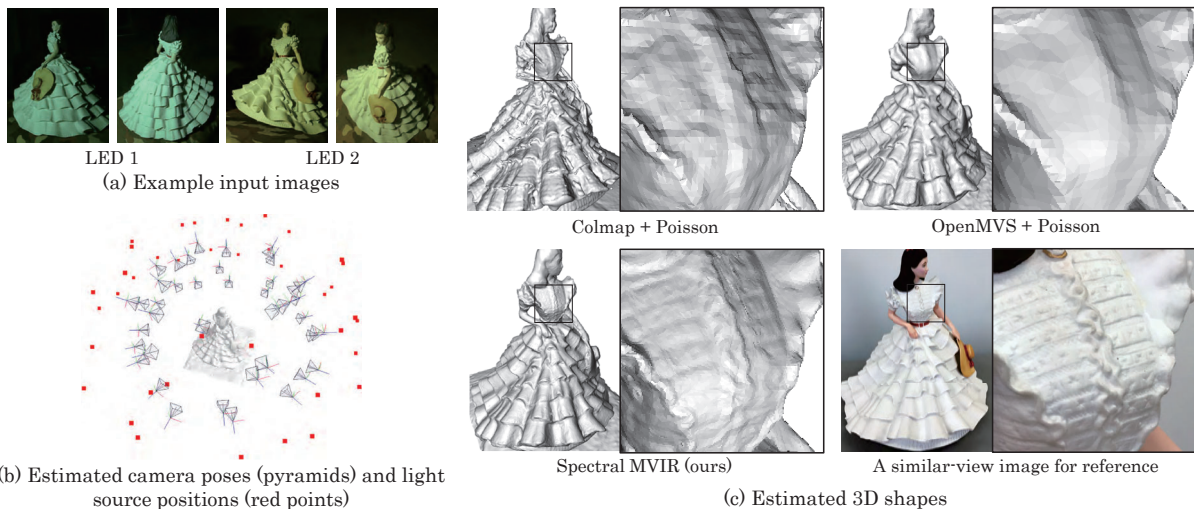 LED 1
LED 2
(a) Example input images
(b) Estimated camera poses (pyramids) and light
source positions (red points)
Colmap + Poisson
OpenMVS + Poisson
Spectral MVIR (ours)
A similar-view image for reference
(c) Estimated 3D shapes